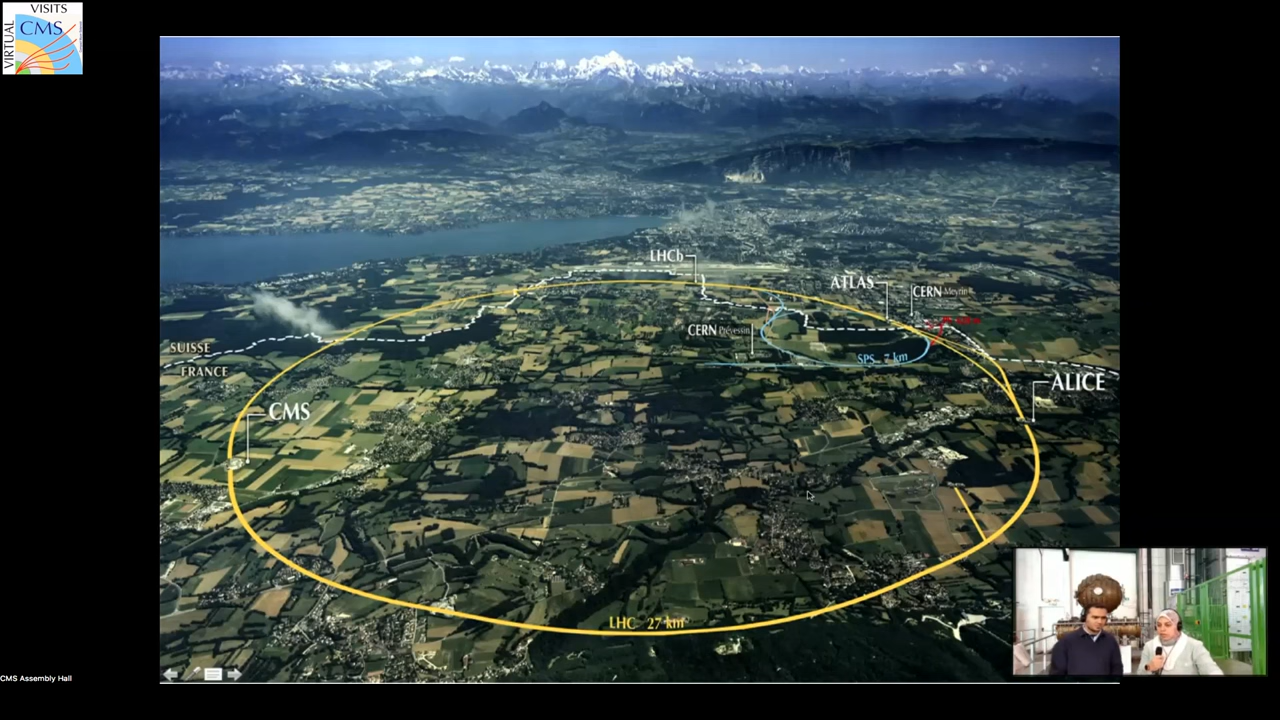 VISITS
CMS
VIRTUAL
LHCb
ATLAS
CERN Meyrin
CERN Prévessin
SPS 7 km
SUISSE
FRANCE
ALICE
CMS
LHC 27 km
CMS Assembly Hall